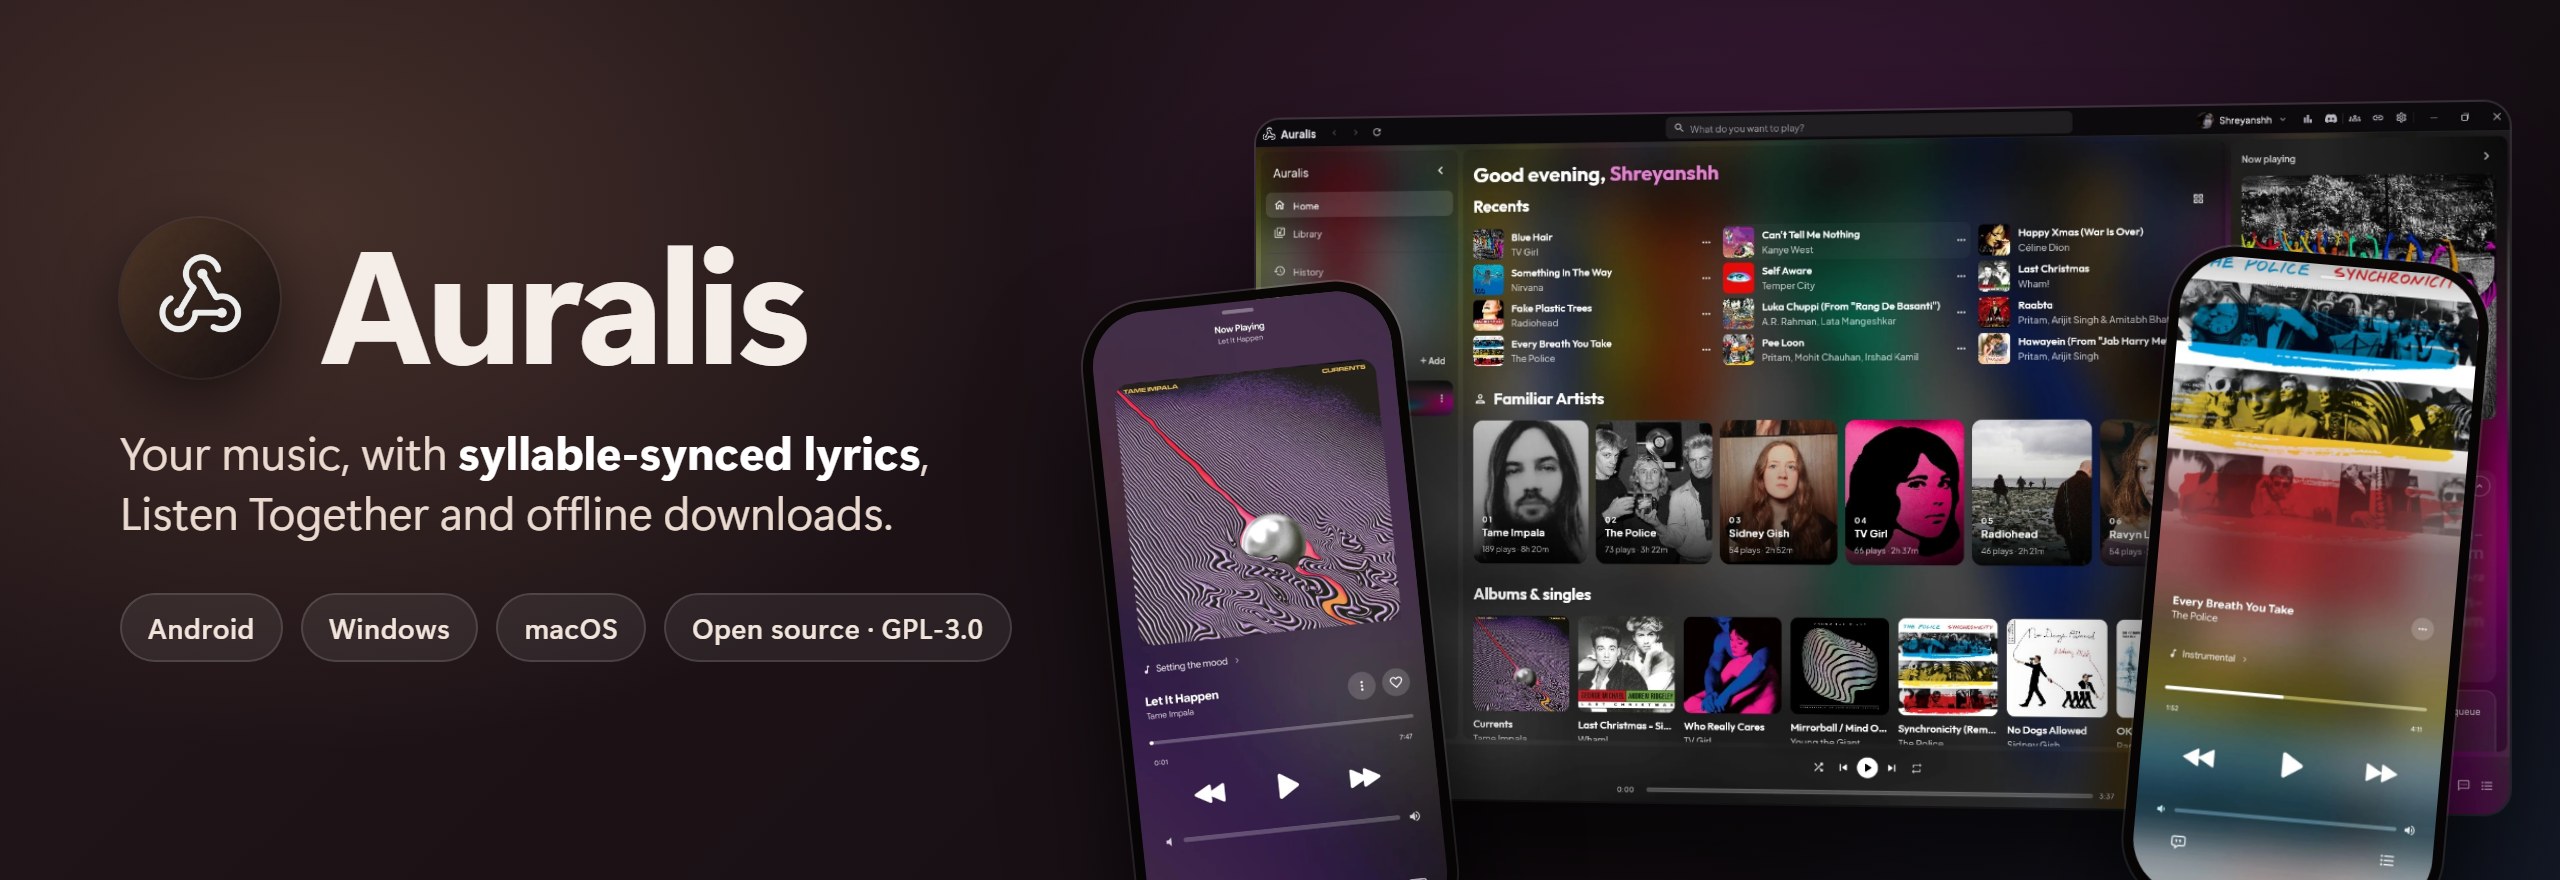 Auralis
Your music, with syllable-synced lyrics,
Listen Together and offline downloads.
Android
Windows
macOS
Open source · GPL-3.0
Auralis
What do you want to play?
Shreyanshh
Auralis
Home
Library
History
+ Add
Good evening, Shreyanshh
Recents
Blue Hair
TV Girl
Something In The Way
Nirvana
Fake Plastic Trees
Radiohead
Every Breath You Take
The Police
Can't Tell Me Nothing
Kanye West
Self Aware
Temper City
Luka Chuppi (From "Rang De Basanti")
A.R. Rahman, Lata Mangeshkar
Pee Loon
Pritam, Mohit Chauhan, Irshad Kamil
Happy Xmas (War Is Over)
Céline Dion
Last Christmas
Wham!
Raabta
Pritam, Arijit Singh & Amitabh Bhat
Hawayein (From "Jab Harry Me
Pritam, Arijit Singh
Familiar Artists
01
Tame Impala
189 plays · 8h 20m
02
The Police
73 plays · 3h 22m
03
Sidney Gish
54 plays · 2h 52m
04
TV Girl
66 plays · 2h 37m
05
Radiohead
46 plays · 2h 21m
06
Ravyn L
54 plays
Albums & singles
Currents
Tame Impala
Last Christmas - Si...
Wham!
Who Really Cares
TV Girl
Mirrorball / Mind O...
Young the Giant
Synchronicity (Rem...
The Police
No Dogs Allowed
Sidney Gish
OK
0:00
3:37
Now playing
queue
Now Playing
Let It Happen
TAME IMPALA
CURRENTS
Setting the mood
Let It Happen
Tame Impala
0:01
7:47
THE POLICE SYNCHRONICIT
Every Breath You Take
The Police
Instrumental
1:52
4:11